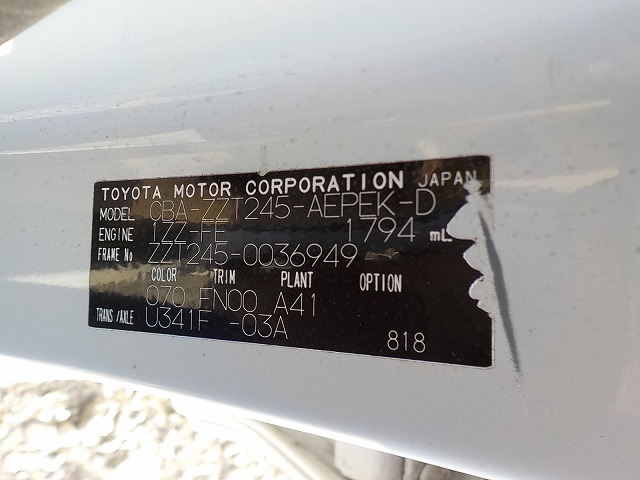 TOYOTA MOTOR CORPORATION JAPAN
MODEL CBA-ZZT245-AEPEK-D
ENGINE 1ZZ-FE 1794 mL
FRAME No ZZT245-0036949
COLOR TRIM PLANT OPTION
070 FN00 A41
TRANS/AXLE U341F -03A
818